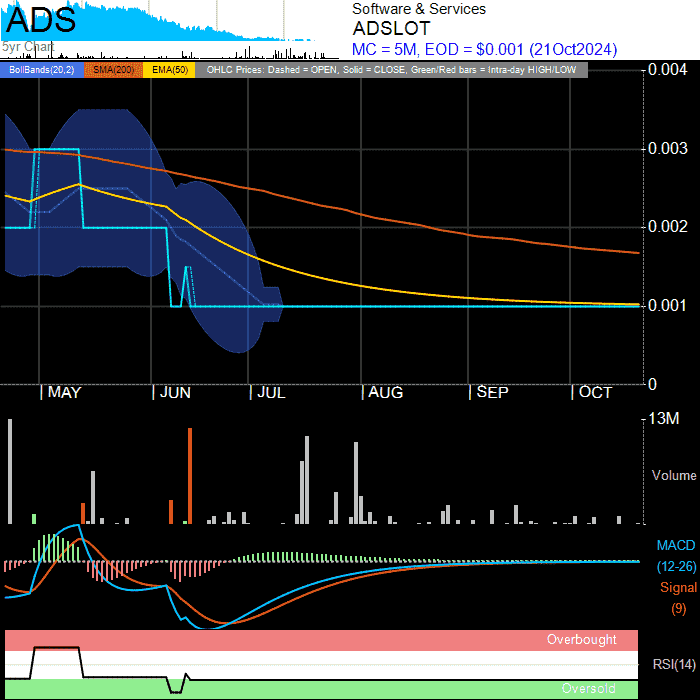 ADS
5yr Chart
Software & Services
ADSLOT
MC = 5M, EOD = $0.001 (21Oct2024)
BollBands(20,2) SMA(200) EMA(50) OHLC Prices: Dashed = OPEN, Solid = CLOSE, Green/Red bars = Intra-day HIGH/LOW
0.004
0.003
0.002
0.001
0
MAY JUN JUL AUG SEP OCT
13M
Volume
MACD
(12-26)
Signal
(9)
Overbought
RSI(14)
Oversold